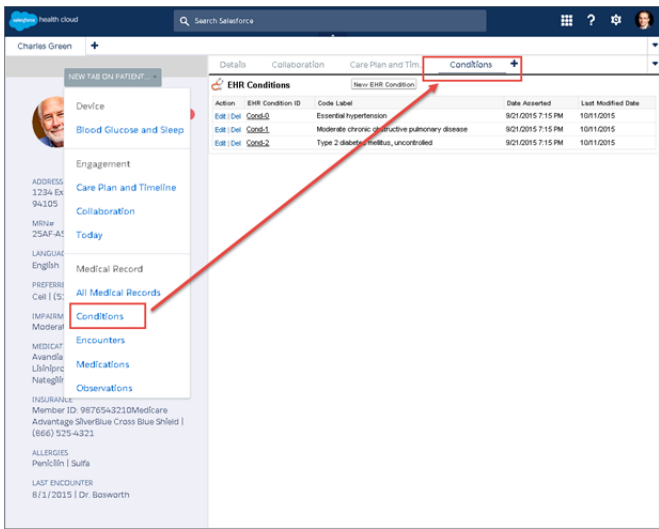 salesforce health cloud
Search Salesforce
Charles Green
Details Collaboration Care Plan and Tim... Conditions
NEW TAB ON PATIENT...
EHR Conditions New EHR Condition
Action EHR Condition ID Code Label Date Asserted Last Modified Date
Edit | Del Cond-0 Essential hypertension 9/21/2015 7:15 PM 10/11/2015
Edit | Del Cond-1 Moderate chronic obstructive pulmonary disease 9/21/2015 7:15 PM 10/11/2015
Edit | Del Cond-2 Type 2 diabetes mellitus, uncontrolled 9/21/2015 7:15 PM 10/11/2015
Device
Blood Glucose and Sleep
Engagement
Care Plan and Timeline
Collaboration
Today
Medical Record
All Medical Records
Conditions
Encounters
Medications
Observations
ADDRESS
1234 Ex
94105
MRN#
25AF-A5
LANGUAG
English
PREFERRE
Cell | (5
IMPAIRM
Moderat
MEDICAT
Avandia
Lisinipro
Nateglin
INSURANCE
Member ID: 9876543210Medicare
Advantage SilverBlue Cross Blue Shield |
(866) 525-4321
ALLERGIES
Penicilin | Sulfa
LAST ENCOUNTER
8/1/2015 | Dr. Bosworth